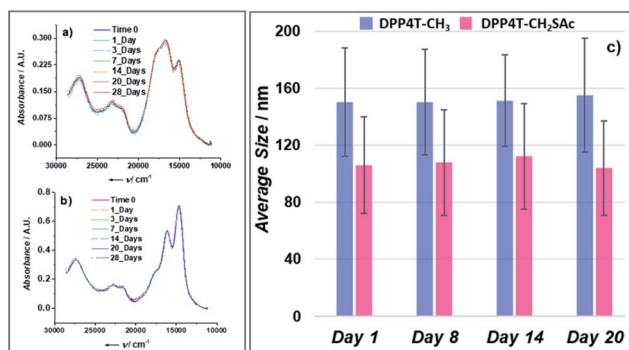 a)
Time 0
1_Day
3_Days
7_Days
14_Days
20_Days
28_Days
Absorbance / A.U.
0.300
0.225
0.150
0.075
0.000
30000 25000 20000 15000 10000
← ν/ cm⁻¹
b)
Time 0
1_Day
3_Days
7_Days
14_Days
20_Days
28_Days
Absorbance / A.U.
0.8
0.6
0.4
0.2
0.0
30000 25000 20000 15000 10000
← ν/ cm⁻¹
DPP4T-CH₃ DPP4T-CH₂SAc
c)
Average Size / nm
200
160
120
80
40
0
Day 1 Day 8 Day 14 Day 20